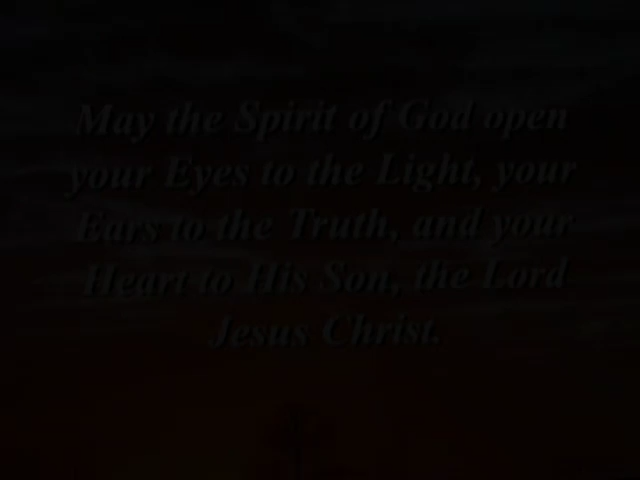 May the Spirit of God open
your Eyes to the Light, your
Ears to the Truth, and your
Heart to His Son, the Lord
Jesus Christ.